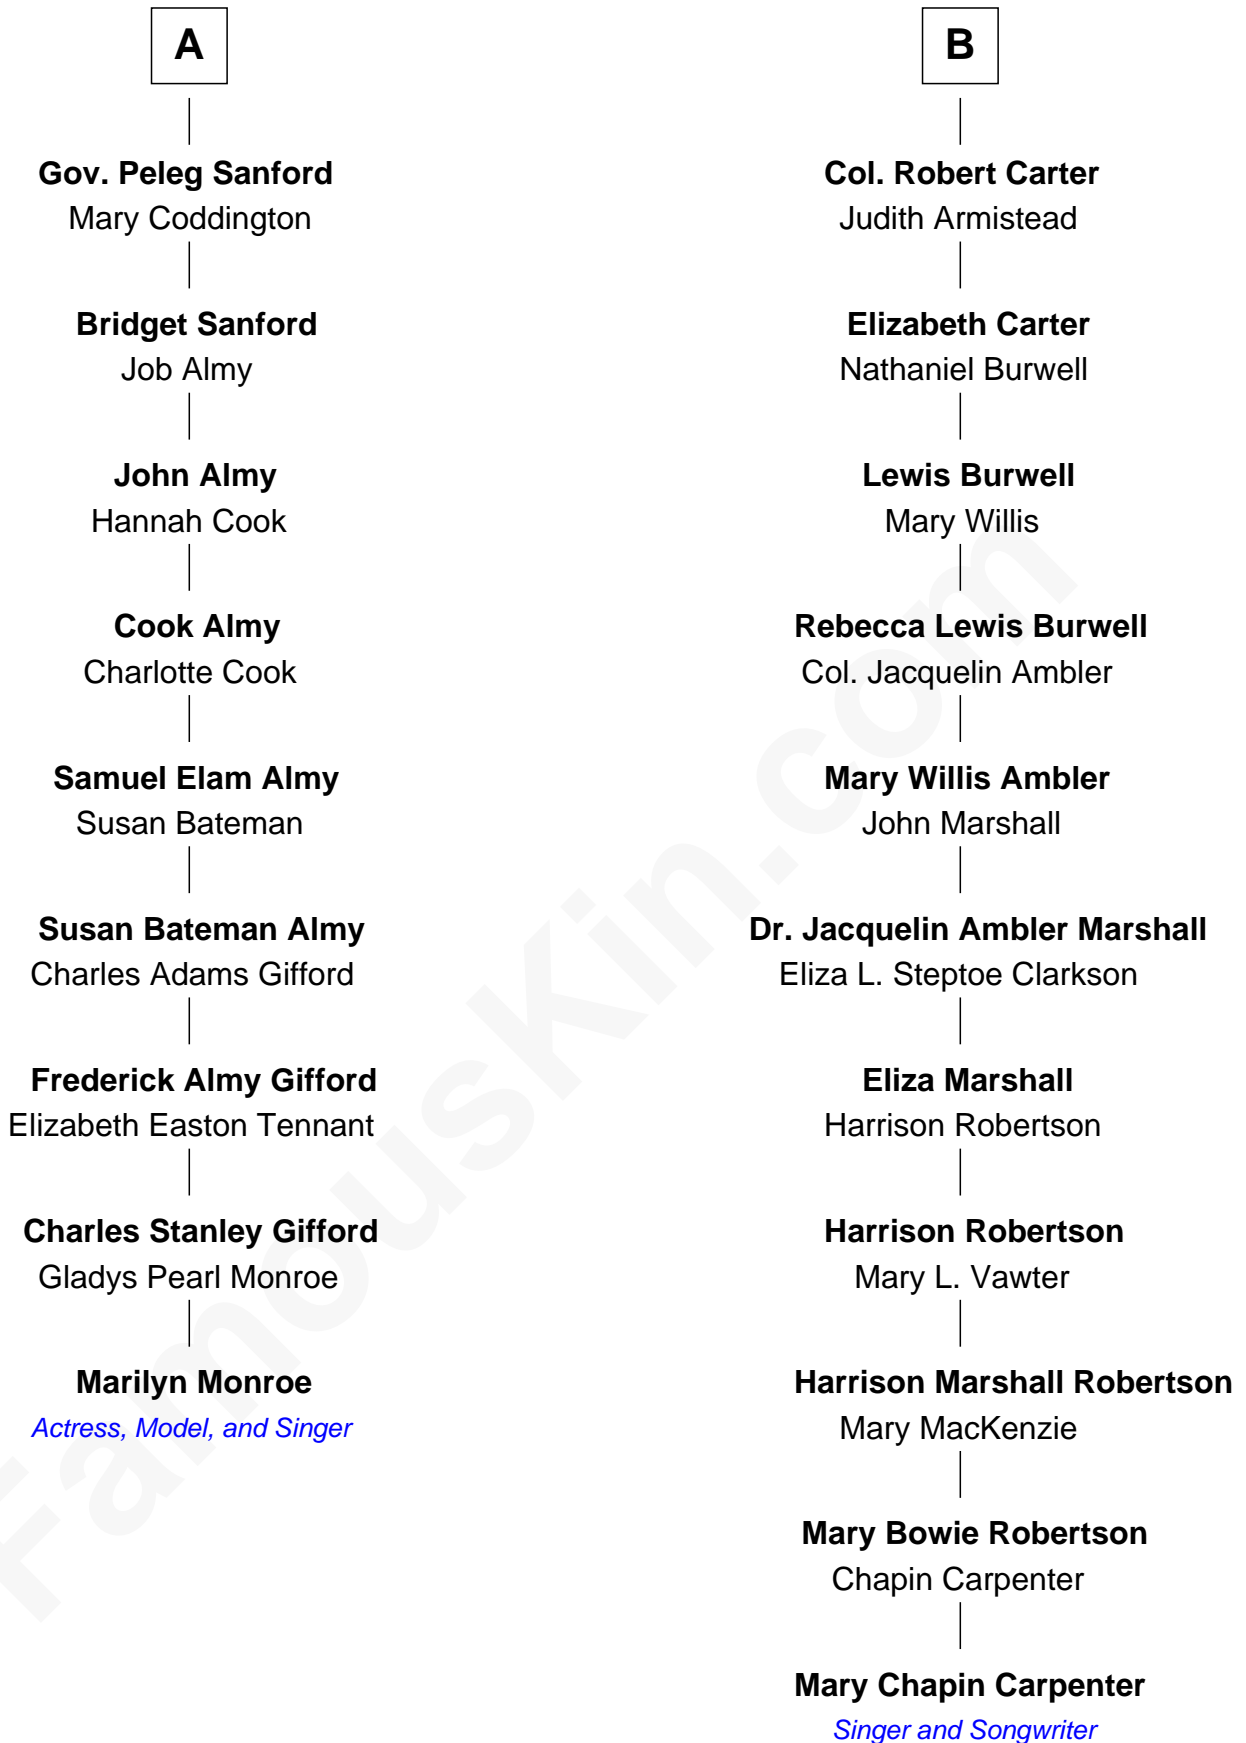 A
Gov. Peleg Sanford
Mary Coddington
Bridget Sanford
Job Almy
John Almy
Hannah Cook
Cook Almy
Charlotte Cook
Samuel Elam Almy
Susan Bateman
Susan Bateman Almy
Charles Adams Gifford
Frederick Almy Gifford
Elizabeth Easton Tennant
Charles Stanley Gifford
Gladys Pearl Monroe
Marilyn Monroe
Actress, Model, and Singer
B
Col. Robert Carter
Judith Armistead
Elizabeth Carter
Nathaniel Burwell
Lewis Burwell
Mary Willis
Rebecca Lewis Burwell
Col. Jacquelin Ambler
Mary Willis Ambler
John Marshall
Dr. Jacquelin Ambler Marshall
Eliza L. Steptoe Clarkson
Eliza Marshall
Harrison Robertson
Harrison Robertson
Mary L. Vawter
Harrison Marshall Robertson
Mary MacKenzie
Mary Bowie Robertson
Chapin Carpenter
Mary Chapin Carpenter
Singer and Songwriter
FamousKin.com